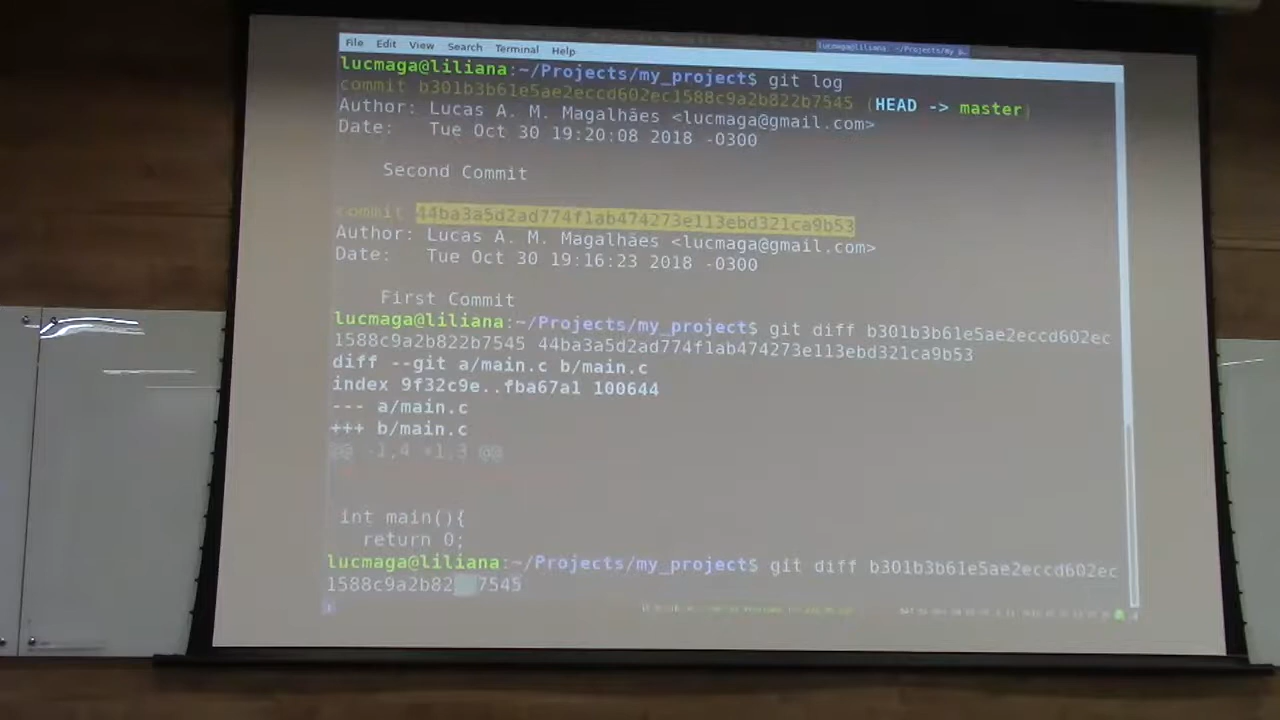 File Edit View Search Terminal Help
lucmaga@liliana:~/Projects/my_project$ git log
commit b301b3b61e5ae2eccd602ec1588c9a2b822b7545 (HEAD -> master)
Author: Lucas A. M. Magalhães <lucmaga@gmail.com>
Date: Tue Oct 30 19:20:08 2018 -0300
Second Commit
commit 44ba3a5d2ad774f1ab474273e113ebd321ca9b53
Author: Lucas A. M. Magalhães <lucmaga@gmail.com>
Date: Tue Oct 30 19:16:23 2018 -0300
First Commit
lucmaga@liliana:~/Projects/my_project$ git diff b301b3b61e5ae2eccd602ec
1588c9a2b822b7545 44ba3a5d2ad774f1ab474273e113ebd321ca9b53
diff --git a/main.c b/main.c
index 9f32c9e..fba67a1 100644
--- a/main.c
+++ b/main.c
@@ -1,4 +1,3 @@
int main(){
return 0;
lucmaga@liliana:~/Projects/my_project$ git diff b301b3b61e5ae2eccd602ec